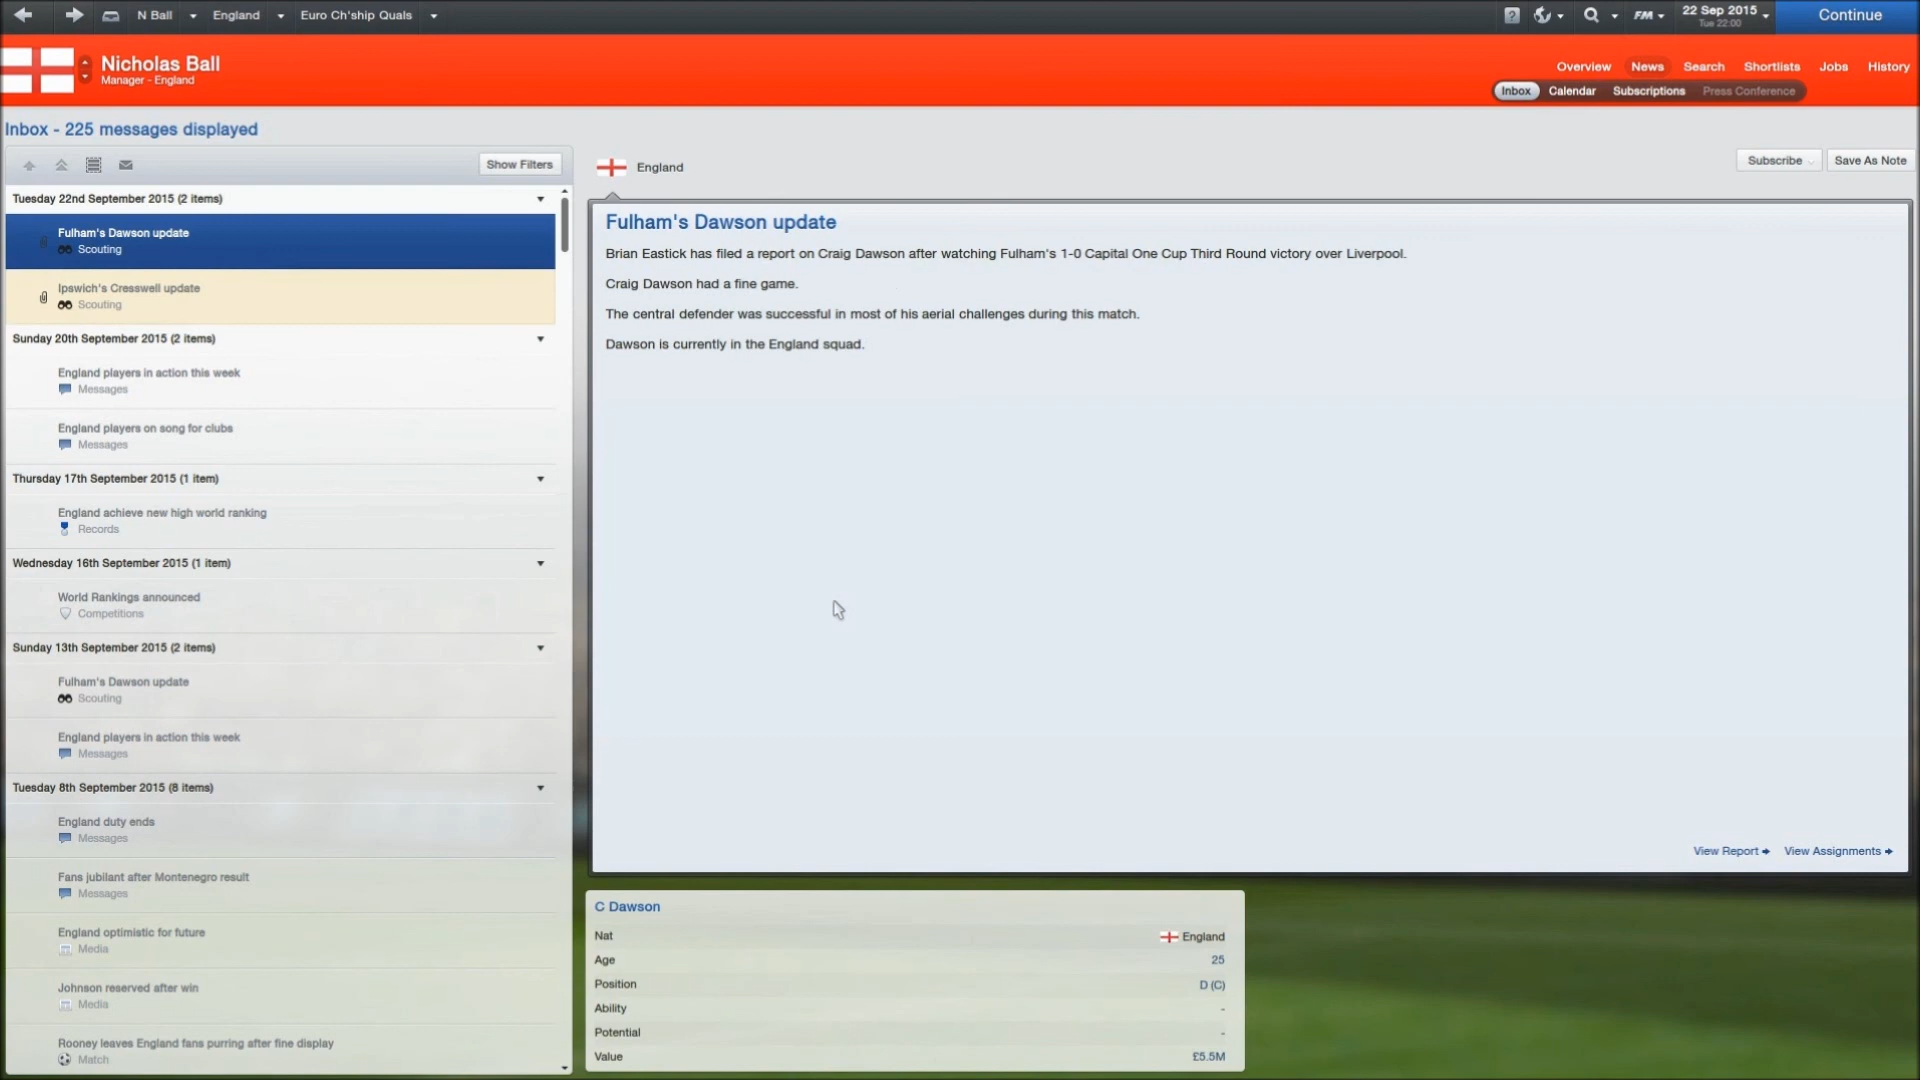 N Ball England Euro Ch'ship Quals
? FM 22 Sep 2015 Continue
Tue 22:00
Nicholas Ball
Manager - England
Overview News Search Shortlists Jobs History
Inbox Calendar Subscriptions Press Conference
Inbox - 225 messages displayed
Show Filters
England
Subscribe Save As Note
Tuesday 22nd September 2015 (2 items)
Fulham's Dawson update
Scouting
Ipswich's Cresswell update
Scouting
Sunday 20th September 2015 (2 items)
England players in action this week
Messages
England players on song for clubs
Messages
Thursday 17th September 2015 (1 item)
England achieve new high world ranking
Records
Wednesday 16th September 2015 (1 item)
World Rankings announced
Competitions
Sunday 13th September 2015 (2 items)
Fulham's Dawson update
Scouting
England players in action this week
Messages
Tuesday 8th September 2015 (8 items)
England duty ends
Messages
Fans jubilant after Montenegro result
Messages
England optimistic for future
Media
Johnson reserved after win
Media
Rooney leaves England fans purring after fine display
Match
Fulham's Dawson update
Brian Eastick has filed a report on Craig Dawson after watching Fulham's 1-0 Capital One Cup Third Round victory over Liverpool.
Craig Dawson had a fine game.
The central defender was successful in most of his aerial challenges during this match.
Dawson is currently in the England squad.
View Report View Assignments
C Dawson
Nat England
Age 25
Position D (C)
Ability -
Potential -
Value £5.5M